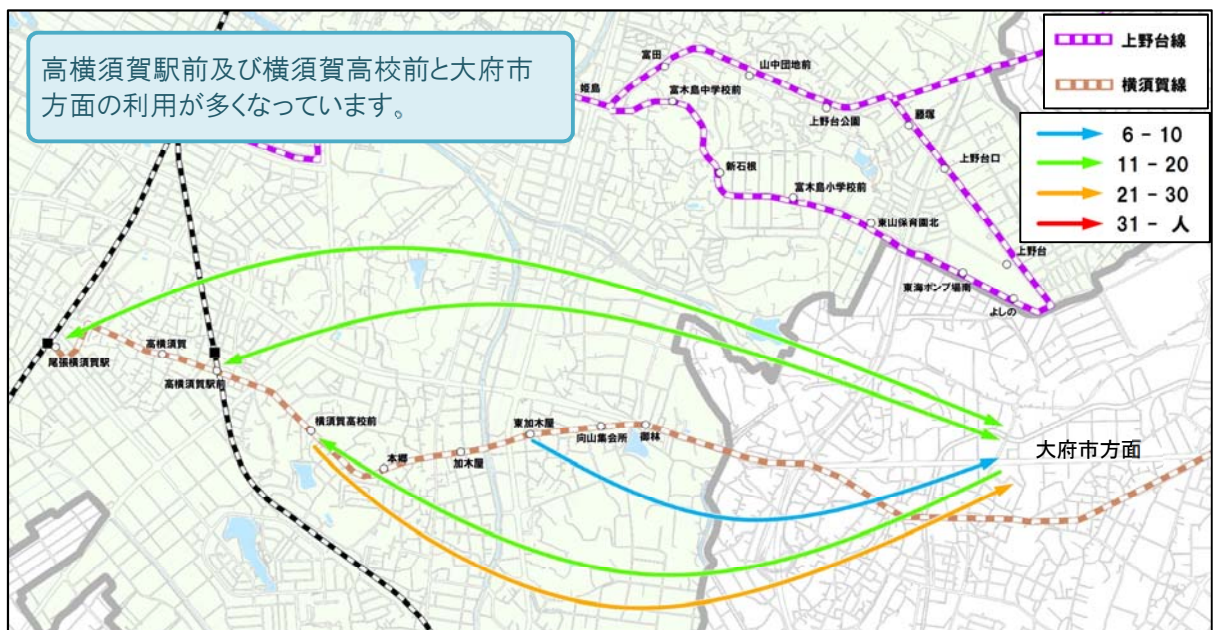 高横須賀駅前及び横須賀高校前と大府市
方面の利用が多くなっています。
上野台線
横須賀線
6 - 10
11 - 20
21 - 30
31 - 人
富田
山中団地前
姫島
富木島中学校前
上野台公園
藤塚
新石根
上野台口
富木島小学校前
東山保育園北
上野台
東海ポンプ場南
よしの
尾張横須賀駅
高横須賀
高横須賀駅前
横須賀高校前
本郷
加木屋
東加木屋
向山集会所
御林
大府市方面